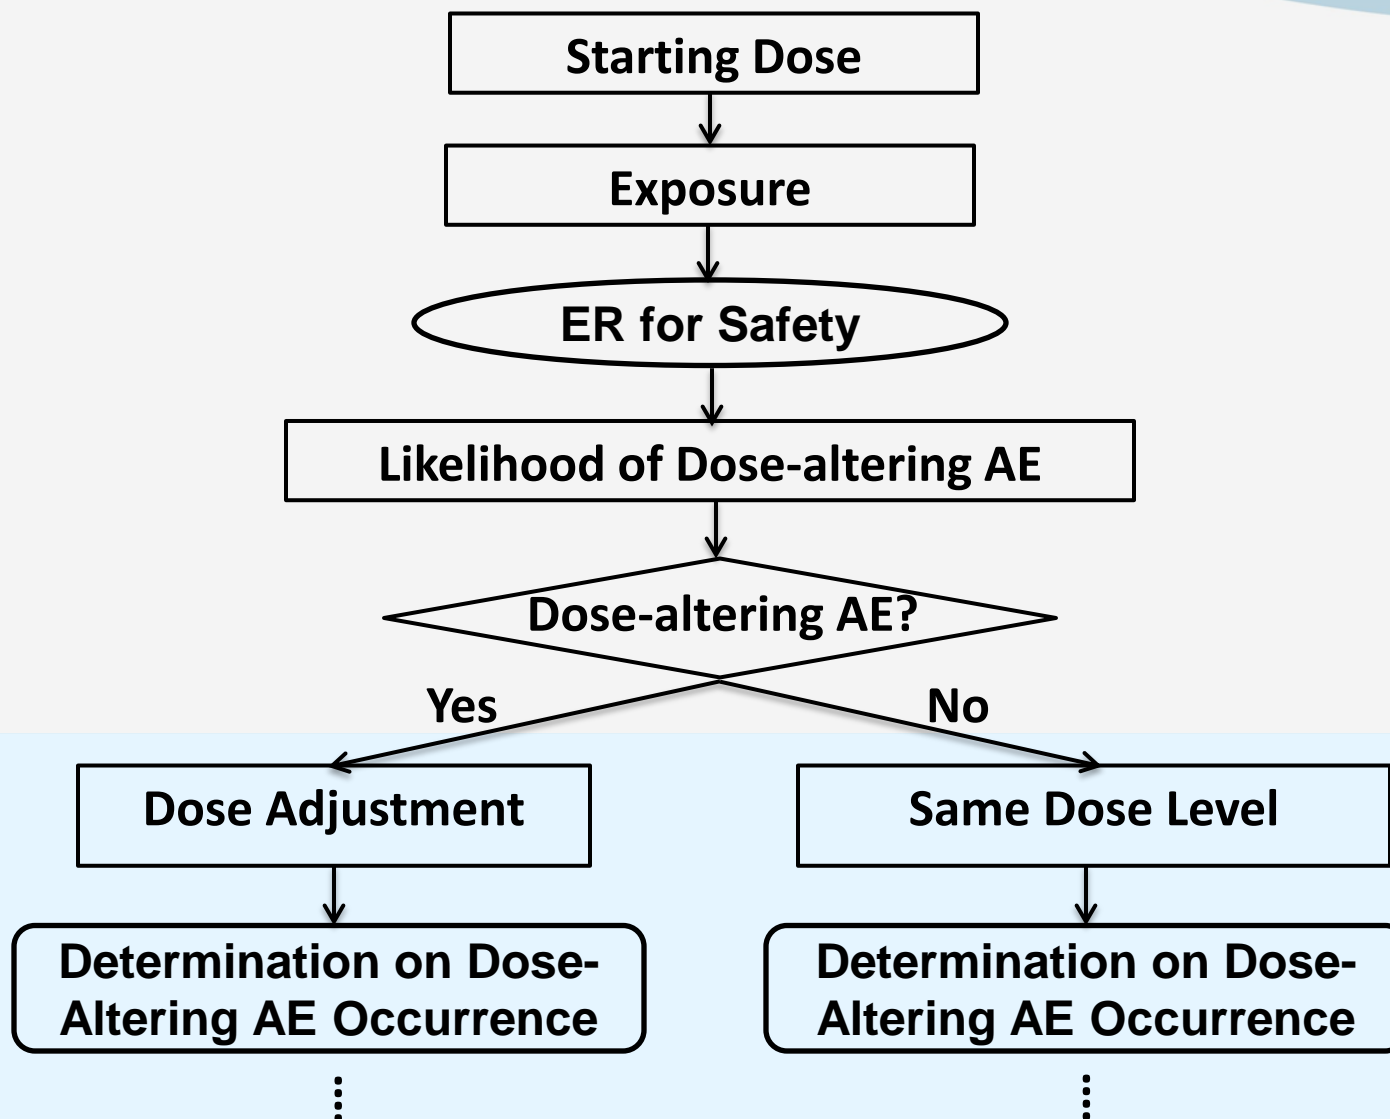 Starting Dose
Exposure
ER for Safety
Likelihood of Dose-altering AE
Dose-altering AE?
Yes
No
Dose Adjustment
Same Dose Level
Determination on Dose-
Altering AE Occurrence
Determination on Dose-
Altering AE Occurrence